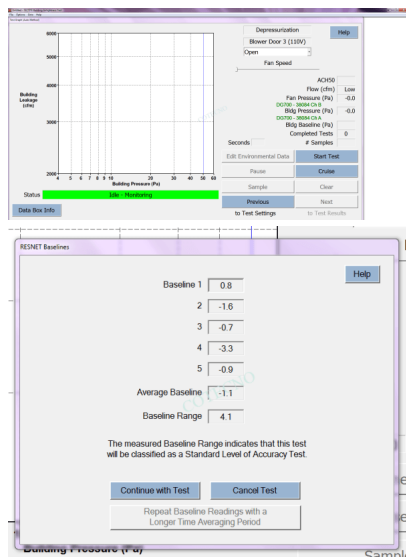 File Options View Help
Depressurization
Help
Blower Door 3 (110V)
Open
Fan Speed
6000
5000
4000
3000
2000
Building
Leakage
(cfm)
4 5 6 7 8 9 10 20 30 40 50 60
Building Pressure (Pa)
ACH50
Flow (cfm) Low
Fan Pressure (Pa) -0.0
DG700 - 36084 Ch B
Bldg Pressure (Pa) -0.0
DG700 - 36084 Ch A
Bldg Baseline (Pa)
Completed Tests 0
Seconds # Samples
Edit Environmental Data Start Test
Pause Cruise
Sample Clear
Status Idle - Monitoring
Previous Next
Data Box Info
to Test Settings to Test Results
RESNET Baselines
Help
Baseline 1 0.8
2 -1.6
3 -0.7
4 -3.3
5 -0.9
Average Baseline -1.1
Baseline Range 4.1
The measured Baseline Range indicates that this test
will be classified as a Standard Level of Accuracy Test.
Continue with Test Cancel Test
Repeat Baseline Readings with a
Longer Time Averaging Period
Building Pressure (Pa)
Sample